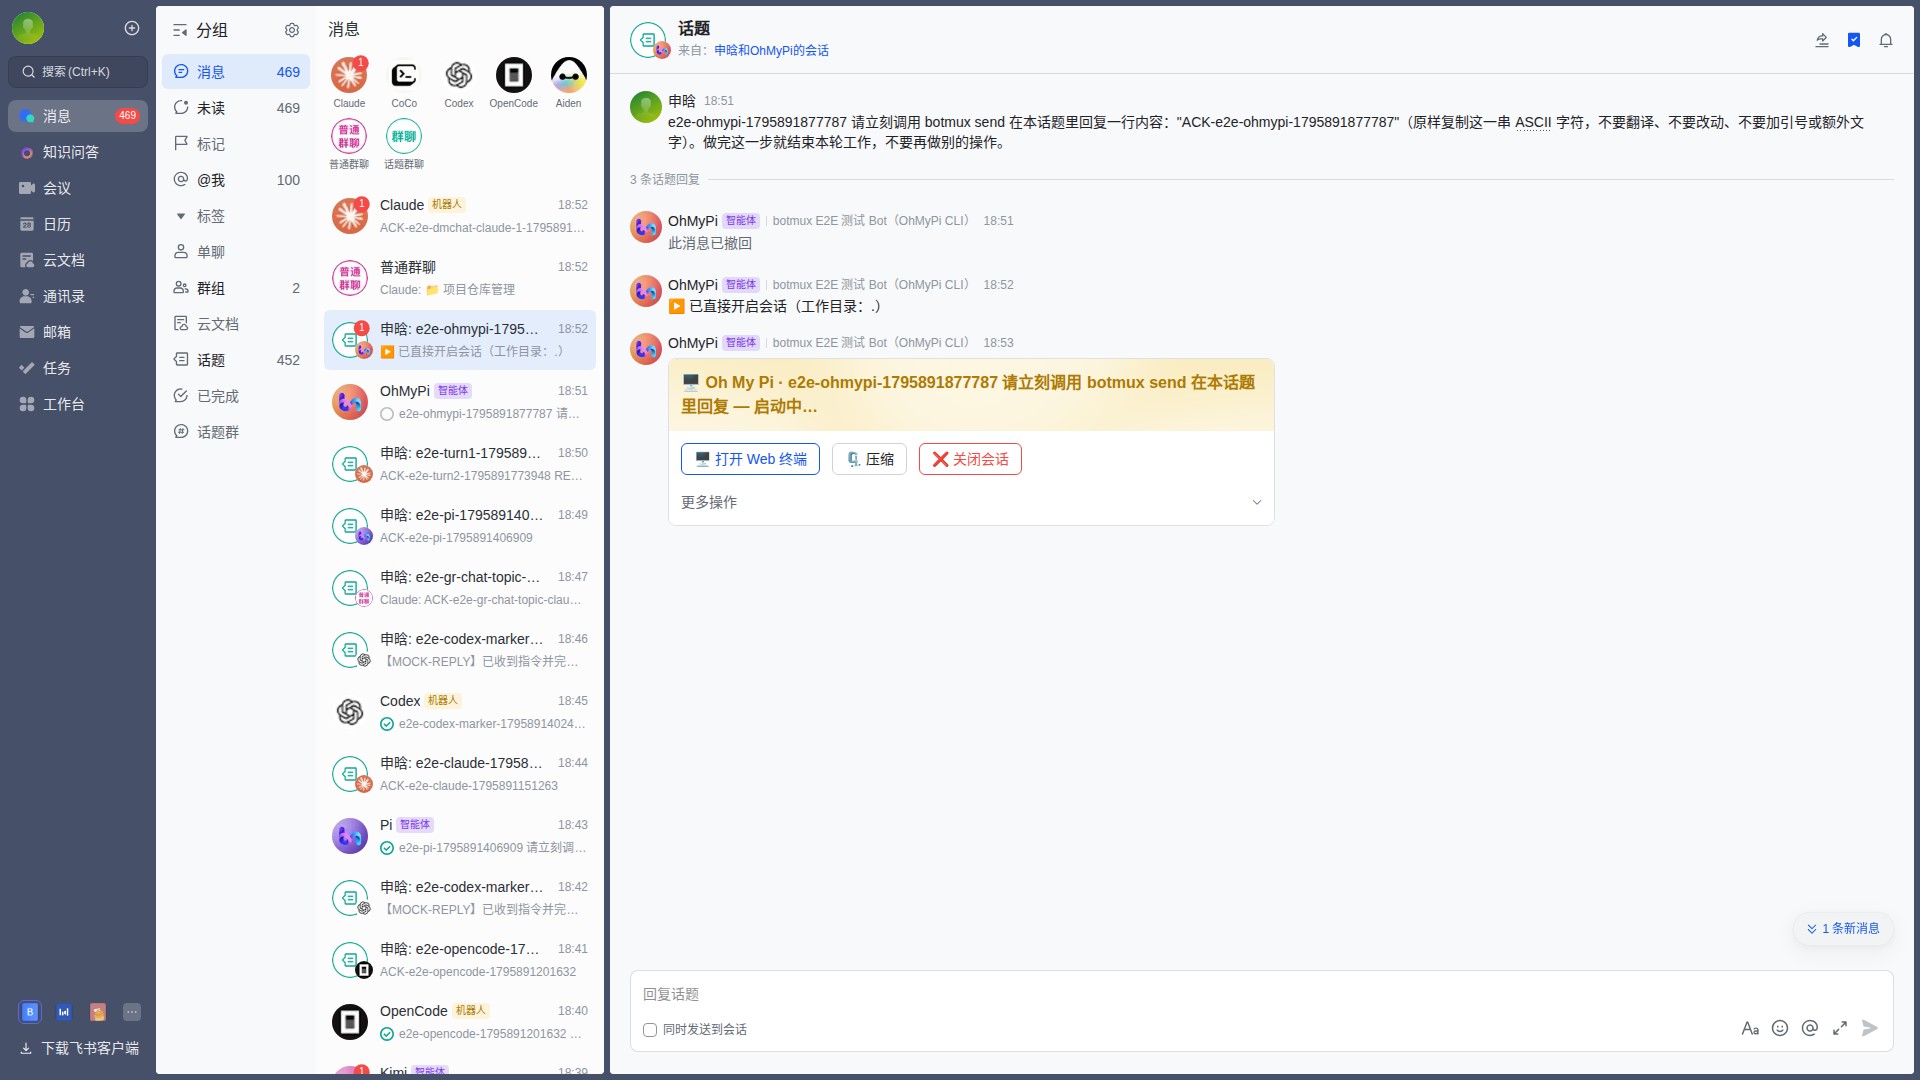 搜索 (Ctrl+K)
消息 469
知识问答
会议
日历
云文档
通讯录
邮箱
任务
工作台
下载飞书客户端
分组
消息 469
未读 469
标记
@我 100
标签
单聊
群组 2
云文档
话题 452
已完成
话题群
消息
1
Claude
CoCo
Codex
OpenCode
Aiden
普通群聊
普通群聊
群聊
话题群聊
1
Claude 机器人 18:52
ACK-e2e-dmchat-claude-1-1795891…
普通群聊
普通群聊 18:52
Claude: 📁 项目仓库管理
1
申晗: e2e-ohmypi-1795… 18:52
▶️ 已直接开启会话（工作目录：.）
OhMyPi 智能体 18:51
e2e-ohmypi-1795891877787 请…
申晗: e2e-turn1-179589… 18:50
ACK-e2e-turn2-1795891773948 RE…
申晗: e2e-pi-179589140… 18:49
ACK-e2e-pi-1795891406909
申晗: e2e-gr-chat-topic-… 18:47
Claude: ACK-e2e-gr-chat-topic-clau…
申晗: e2e-codex-marker… 18:46
【MOCK-REPLY】已收到指令并完…
Codex 机器人 18:45
e2e-codex-marker-17958914024…
申晗: e2e-claude-17958… 18:44
ACK-e2e-claude-1795891151263
Pi 智能体 18:43
e2e-pi-1795891406909 请立刻调…
申晗: e2e-codex-marker… 18:42
【MOCK-REPLY】已收到指令并完…
申晗: e2e-opencode-17… 18:41
ACK-e2e-opencode-1795891201632
OpenCode 机器人 18:40
e2e-opencode-1795891201632 …
1
Kimi 智能体 18:39
话题
来自：申晗和OhMyPi的会话
申晗 18:51
e2e-ohmypi-1795891877787 请立刻调用 botmux send 在本话题里回复一行内容："ACK-e2e-ohmypi-1795891877787"（原样复制这一串 ASCII 字符，不要翻译、不要改动、不要加引号或额外文
字）。做完这一步就结束本轮工作，不要再做别的操作。
3 条话题回复
OhMyPi 智能体 botmux E2E 测试 Bot（OhMyPi CLI） 18:51
此消息已撤回
OhMyPi 智能体 botmux E2E 测试 Bot（OhMyPi CLI） 18:52
▶️ 已直接开启会话（工作目录：.）
OhMyPi 智能体 botmux E2E 测试 Bot（OhMyPi CLI） 18:53
🖥️ Oh My Pi · e2e-ohmypi-1795891877787 请立刻调用 botmux send 在本话题
里回复 — 启动中…
🖥️ 打开 Web 终端
🗜️ 压缩
❌ 关闭会话
更多操作
1 条新消息
回复话题
同时发送到会话